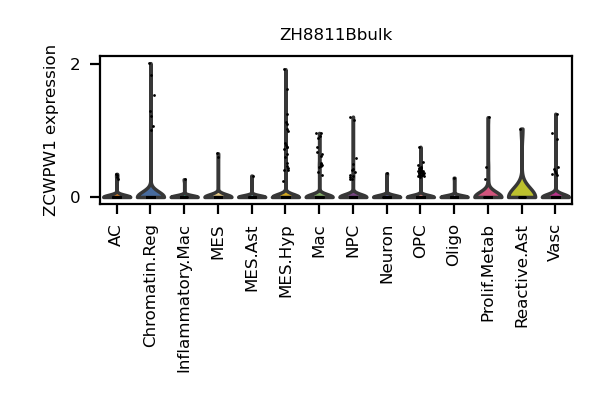 ZH8811Bbulk
ZCWPW1 expression
2
0
AC
Chromatin.Reg
Inflammatory.Mac
MES
MES.Ast
MES.Hyp
Mac
NPC
Neuron
OPC
Oligo
Prolif.Metab
Reactive.Ast
Vasc